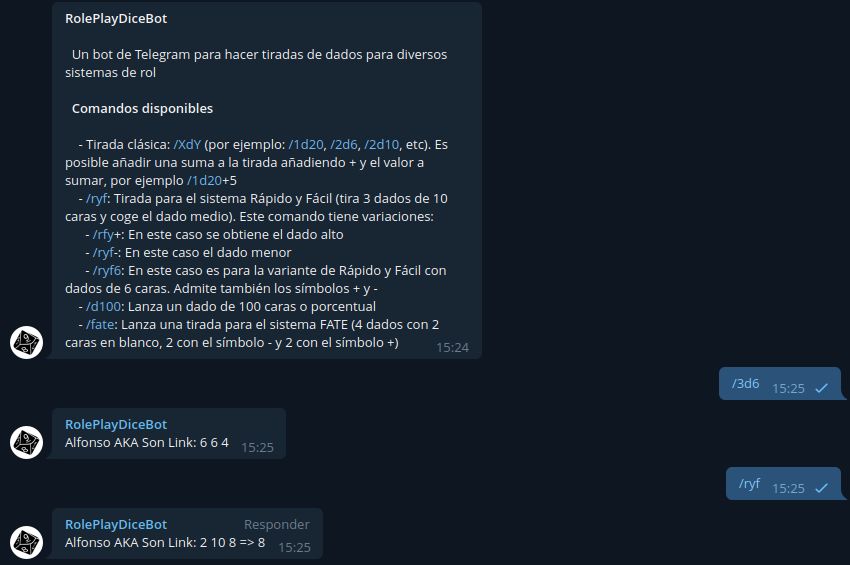 RolePlayDiceBot
Un bot de Telegram para hacer tiradas de dados para diversos
sistemas de rol
Comandos disponibles
- Tirada clásica: /XdY (por ejemplo: /1d20, /2d6, /2d10, etc). Es
posible añadir una suma a la tirada añadiendo + y el valor a
sumar, por ejemplo /1d20+5
- /ryf: Tirada para el sistema Rápido y Fácil (tira 3 dados de 10
caras y coge el dado medio). Este comando tiene variaciones:
- /rfy+: En este caso se obtiene el dado alto
- /ryf-: En este caso el dado menor
- /ryf6: En este caso es para la variante de Rápido y Fácil con
dados de 6 caras. Admite también los símbolos + y -
- /d100: Lanza un dado de 100 caras o porcentual
- /fate: Lanza una tirada para el sistema FATE (4 dados con 2
caras en blanco, 2 con el símbolo - y 2 con el símbolo +)
15:24
/3d6 15:25
RolePlayDiceBot
Alfonso AKA Son Link: 6 6 4 15:25
/ryf 15:25
RolePlayDiceBot Responder
Alfonso AKA Son Link: 2 10 8 => 8 15:25